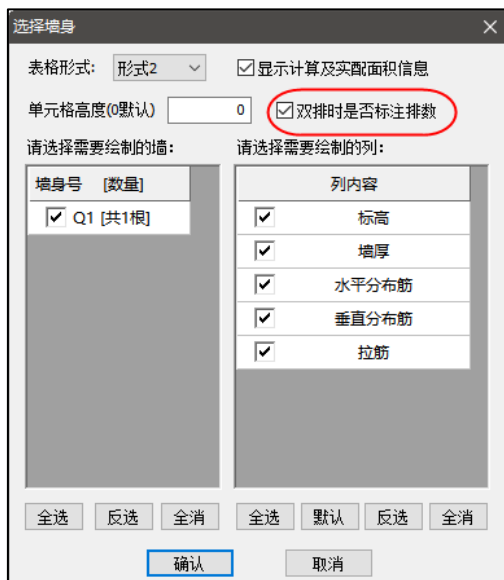 选择墙身
表格形式: 形式2 显示计算及实配面积信息
单元格高度(0默认) 0 双排时是否标注排数
请选择需要绘制的墙: 请选择需要绘制的列:
墙身号 [数量] 列内容
Q1 [共1根] 标高
墙厚
水平分布筋
垂直分布筋
拉筋
全选 反选 全消 全选 默认 反选 全消
确认 取消